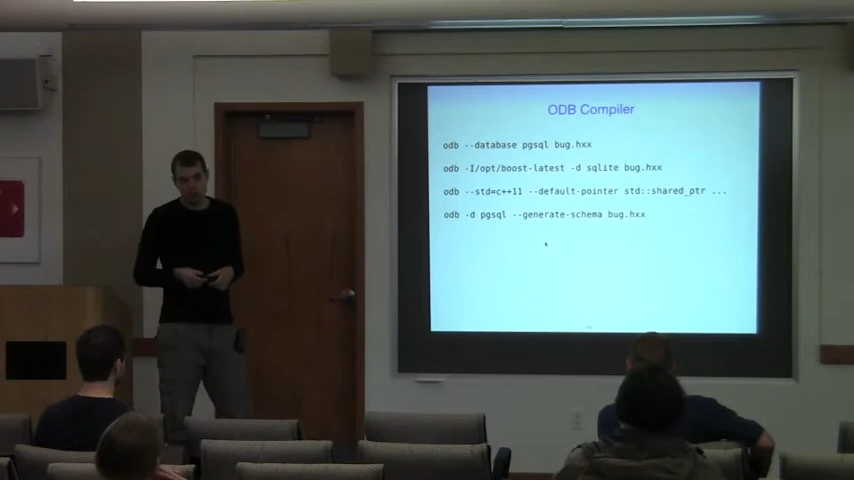 ODB Compiler
odb --database pgsql bug.hxx
odb -I/opt/boost-latest -d sqlite bug.hxx
odb --std=c++11 --default-pointer std::shared_ptr ...
odb -d pgsql --generate-schema bug.hxx